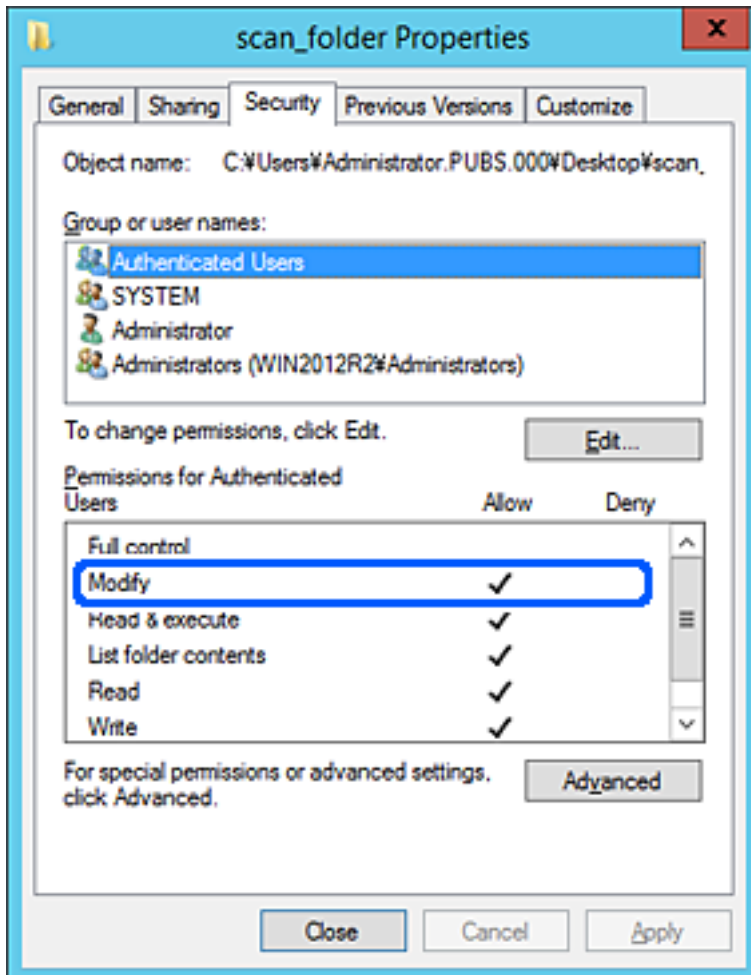 scan_folder Properties
x
General Sharing Security Previous Versions Customize
Object name: C:¥Users¥Administrator.PUBS.000¥Desktop¥scan_
Group or user names:
Authenticated Users
SYSTEM
Administrator
Administrators (WIN2012R2¥Administrators)
To change permissions, click Edit.
Edit...
Permissions for Authenticated
Users Allow Deny
Full control
Modify
Read & execute
List folder contents
Read
Write
For special permissions or advanced settings,
click Advanced.
Advanced
Close Cancel Apply